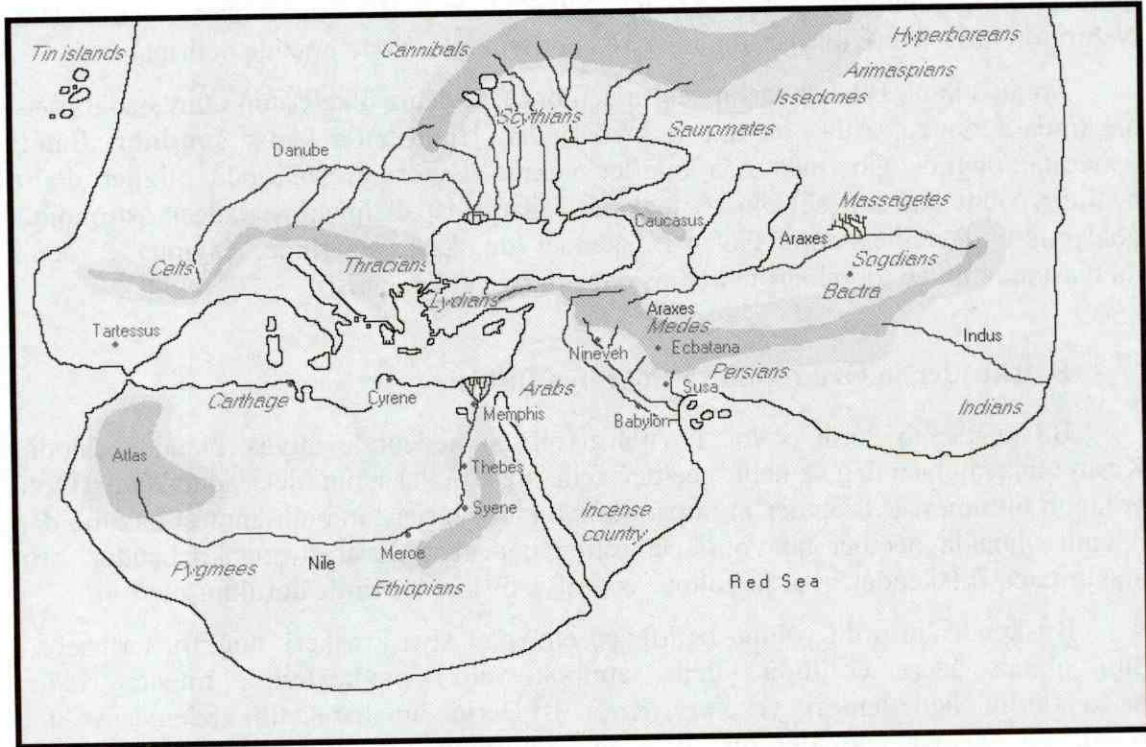 Tin islands
Cannibals
Hyperboreans
Arimaspians
Issedones
Scythians
Sauromates
Danube
Caucasus
Massagetes
Araxes
Celts
Thracians
Sogdians
Bactra
Lydians
Araxes
Medes
Tartessus
Nineveh
Ecbatana
Indus
Persians
Carthage
Cyrene
Arabs
Susa
Indians
Memphis
Babylon
Atlas
Thebes
Syene
Incense
country
Meroe
Pygmees
Nile
Ethiopians
Red Sea